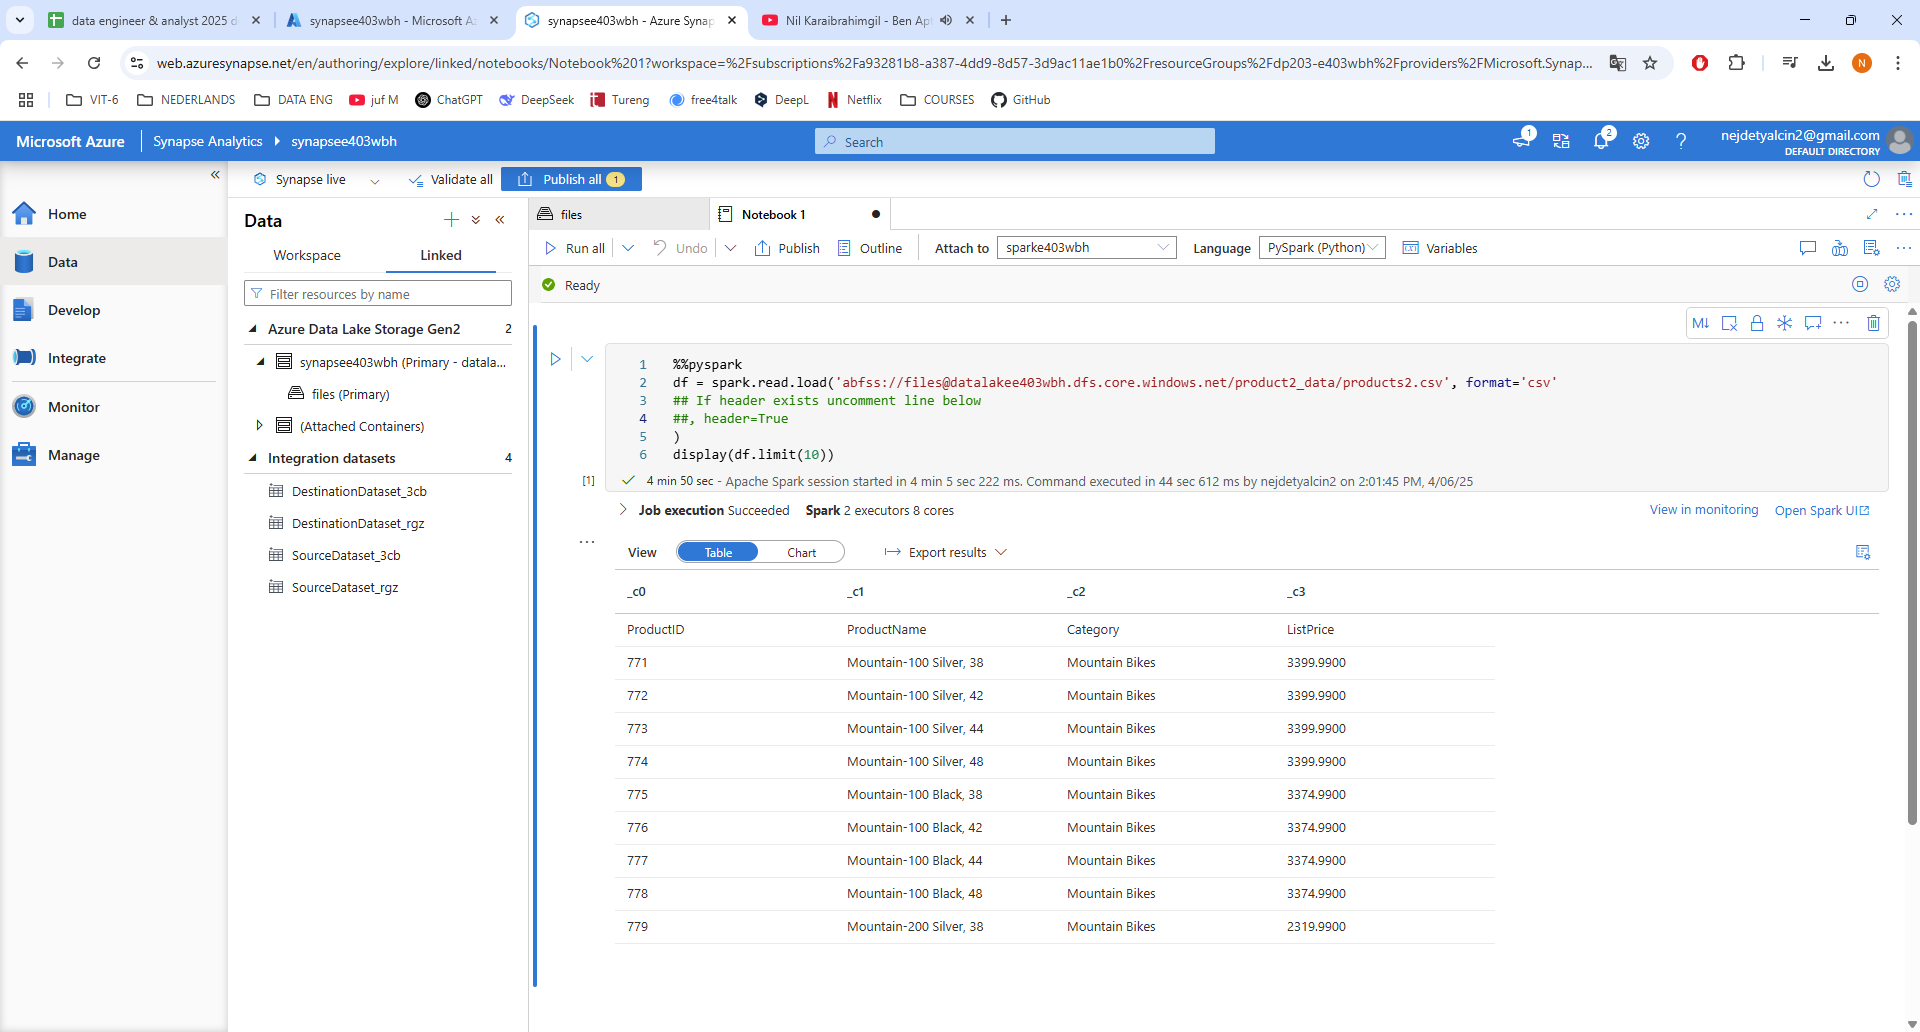 data engineer & analyst 2025 d
synapsee403wbh - Microsoft Az
synapsee403wbh - Azure Synap
Nil Karaibrahimgil - Ben Apt
web.azuresynapse.net/en/authoring/explore/linked/notebooks/Notebook%201?workspace=%2Fsubscriptions%2Fa93281b8-a387-4dd9-8d57-3d9ac11ae1b0%2FresourceGroups%2Fdp203-e403wbh%2Fproviders%2FMicrosoft.Synap...
N
VIT-6
NEDERLANDS
DATA ENG
juf M
ChatGPT
DeepSeek
Tureng
free4talk
DeepL
Netflix
COURSES
GitHub
Microsoft Azure
Synapse Analytics
synapsee403wbh
Search
1
2
nejdetyalcin2@gmail.com
DEFAULT DIRECTORY
Home
Data
Develop
Integrate
Monitor
Manage
Synapse live
Validate all
Publish all 1
Data
Workspace
Linked
Filter resources by name
Azure Data Lake Storage Gen2 2
synapsee403wbh (Primary - datala...
files (Primary)
(Attached Containers)
Integration datasets 4
DestinationDataset_3cb
DestinationDataset_rgz
SourceDataset_3cb
SourceDataset_rgz
files
Notebook 1
Run all
Undo
Publish
Outline
Attach to
sparke403wbh
Language
PySpark (Python)
Variables
Ready
M↓
1 %%pyspark
2 df = spark.read.load('abfss://files@datalakee403wbh.dfs.core.windows.net/product2_data/products2.csv', format='csv'
3 ## If header exists uncomment line below
4 ##, header=True
5 )
6 display(df.limit(10))
[1] 4 min 50 sec - Apache Spark session started in 4 min 5 sec 222 ms. Command executed in 44 sec 612 ms by nejdetyalcin2 on 2:01:45 PM, 4/06/25
Job execution Succeeded Spark 2 executors 8 cores
View in monitoring
Open Spark UI
View
Table
Chart
Export results
_c0 _c1 _c2 _c3
ProductID ProductName Category ListPrice
771 Mountain-100 Silver, 38 Mountain Bikes 3399.9900
772 Mountain-100 Silver, 42 Mountain Bikes 3399.9900
773 Mountain-100 Silver, 44 Mountain Bikes 3399.9900
774 Mountain-100 Silver, 48 Mountain Bikes 3399.9900
775 Mountain-100 Black, 38 Mountain Bikes 3374.9900
776 Mountain-100 Black, 42 Mountain Bikes 3374.9900
777 Mountain-100 Black, 44 Mountain Bikes 3374.9900
778 Mountain-100 Black, 48 Mountain Bikes 3374.9900
779 Mountain-200 Silver, 38 Mountain Bikes 2319.9900